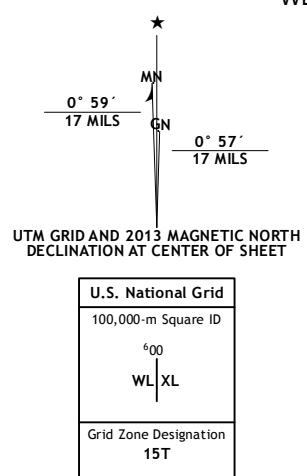 ★
MN
0° 59´
17 MILS
GN
0° 57´
17 MILS
UTM GRID AND 2013 MAGNETIC NORTH
DECLINATION AT CENTER OF SHEET
U.S. National Grid
100,000-m Square ID
⁶00
WL XL
Grid Zone Designation
15T